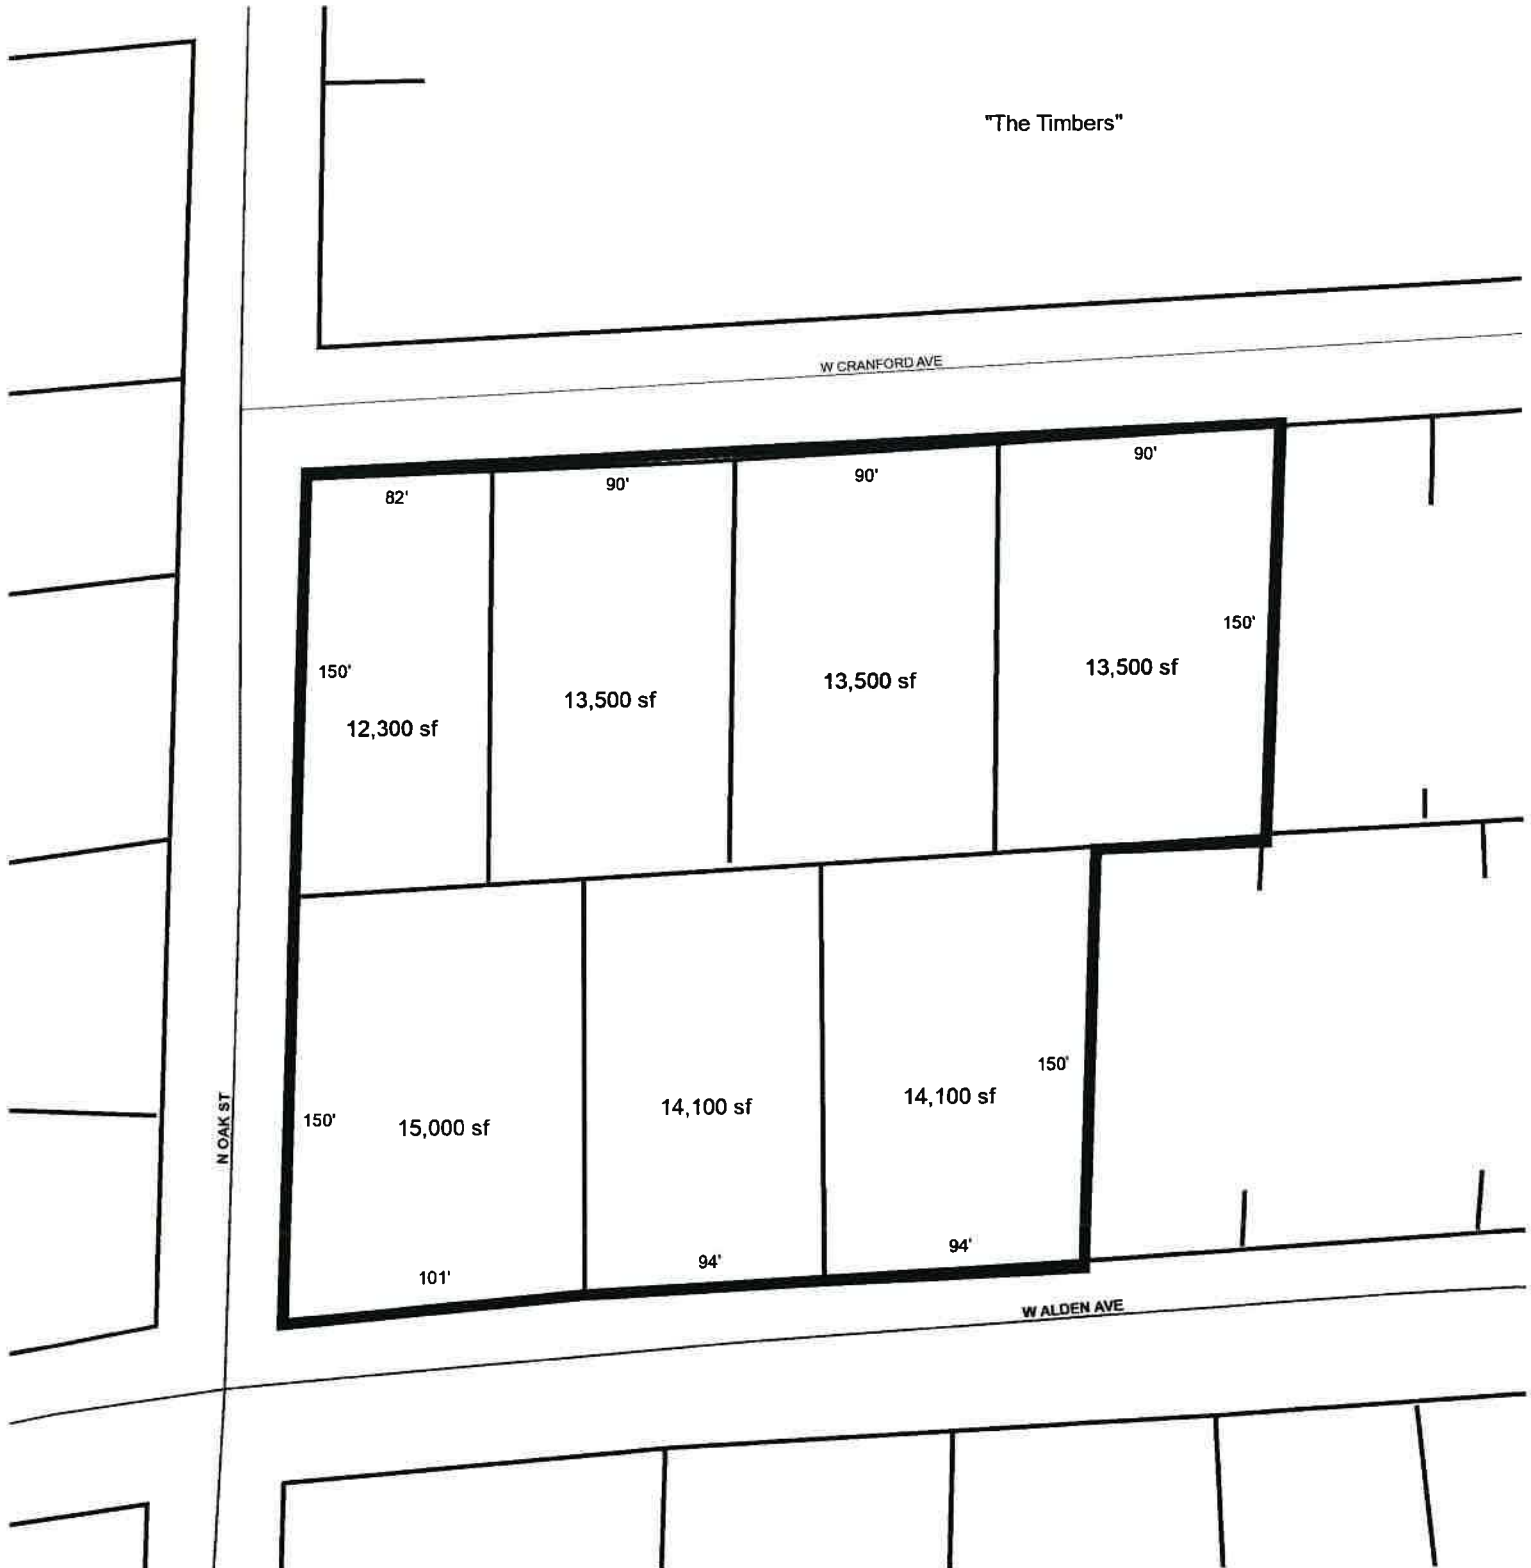 "The Timbers"
W CRANFORD AVE
82'
90'
90'
90'
150'
150'
12,300 sf
13,500 sf
13,500 sf
13,500 sf
N OAK ST
150'
15,000 sf
14,100 sf
14,100 sf
150'
101'
94'
94'
W ALDEN AVE